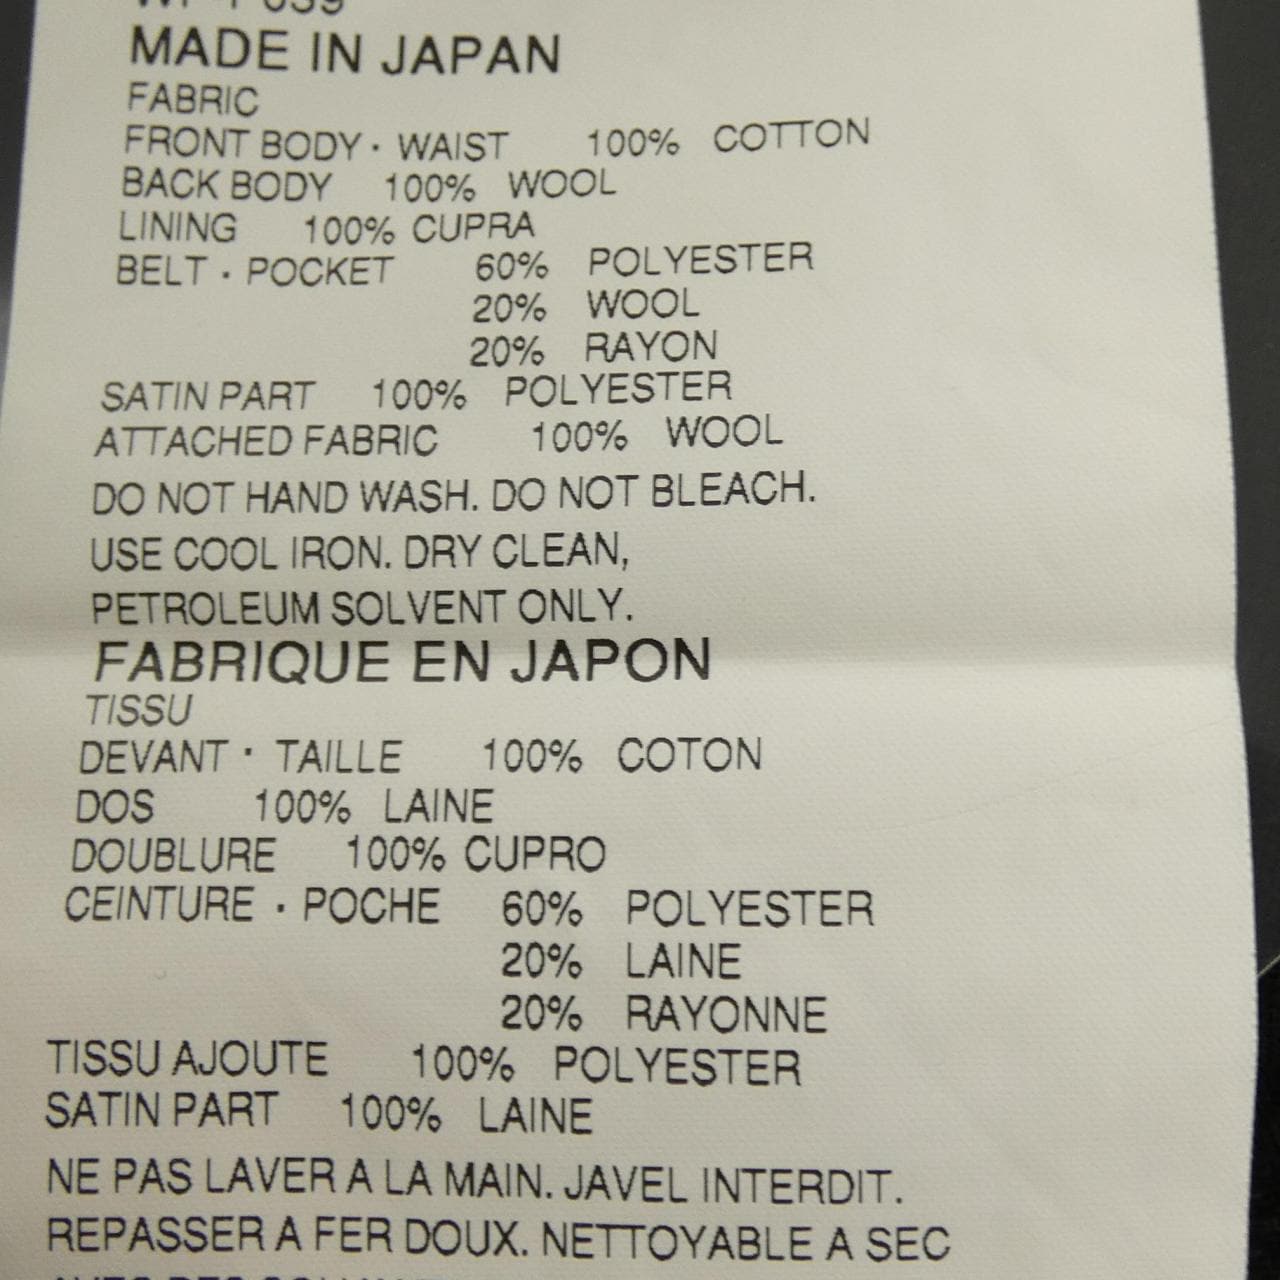 MADE IN JAPAN
FABRIC
FRONT BODY · WAIST 100% COTTON
BACK BODY 100% WOOL
LINING 100% CUPRA
BELT · POCKET 60% POLYESTER
20% WOOL
20% RAYON
SATIN PART 100% POLYESTER
ATTACHED FABRIC 100% WOOL
DO NOT HAND WASH. DO NOT BLEACH.
USE COOL IRON. DRY CLEAN,
PETROLEUM SOLVENT ONLY.
FABRIQUE EN JAPON
TISSU
DEVANT · TAILLE 100% COTON
DOS 100% LAINE
DOUBLURE 100% CUPRO
CEINTURE · POCHE 60% POLYESTER
20% LAINE
20% RAYONNE
TISSU AJOUTE 100% POLYESTER
SATIN PART 100% LAINE
NE PAS LAVER A LA MAIN. JAVEL INTERDIT.
REPASSER A FER DOUX. NETTOYABLE A SEC